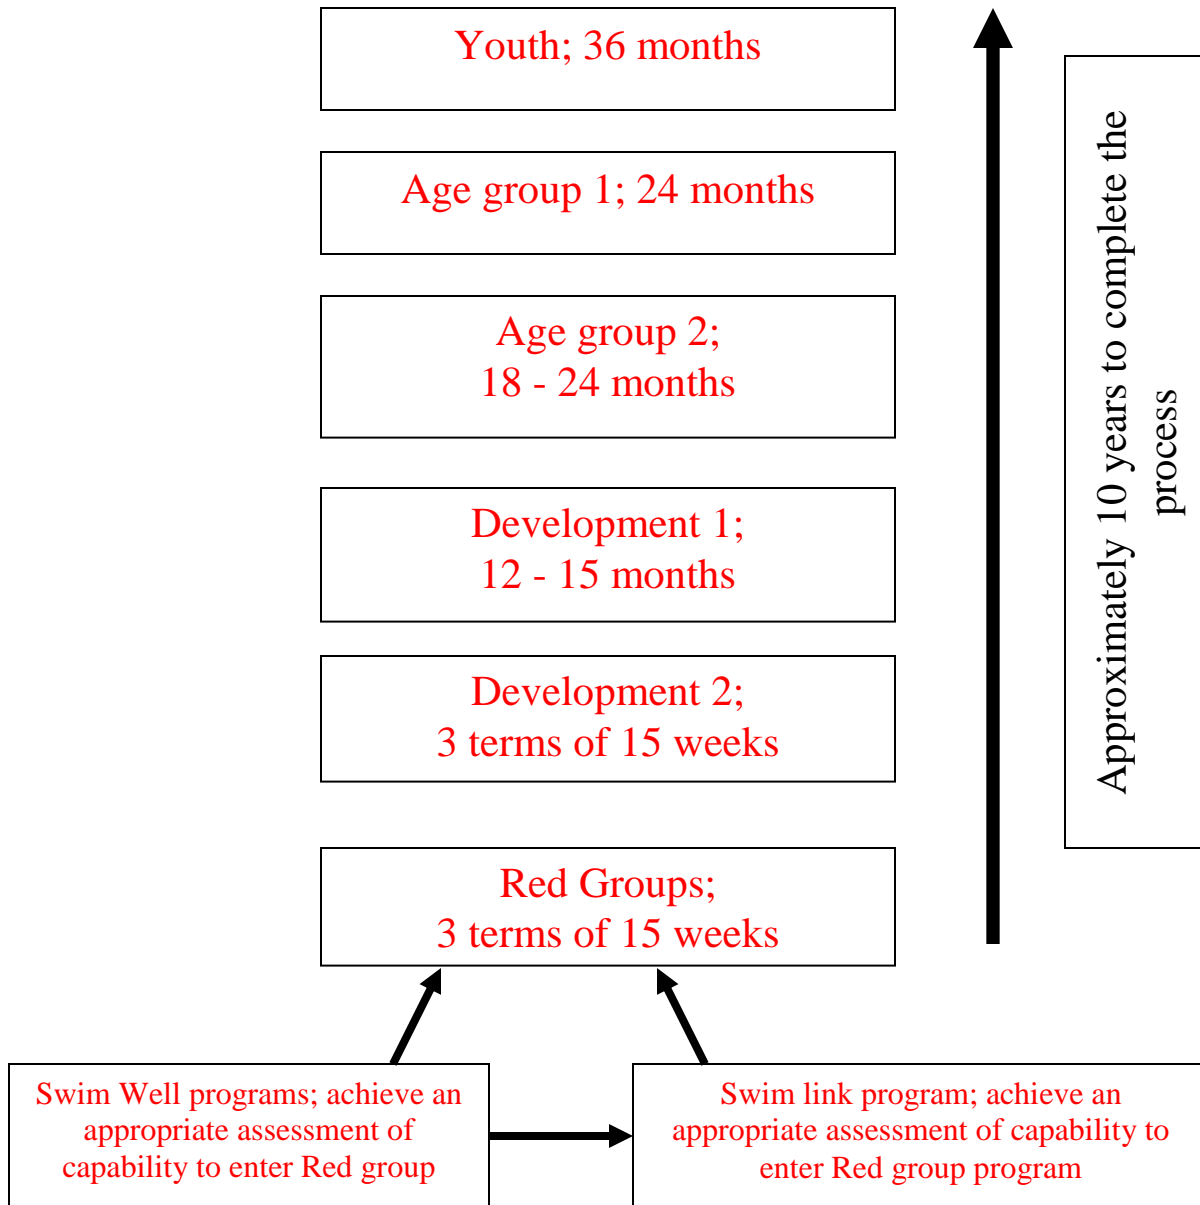 Youth; 36 months
Age group 1; 24 months
Age group 2;
18 - 24 months
Development 1;
12 - 15 months
Development 2;
3 terms of 15 weeks
Red Groups;
3 terms of 15 weeks
Swim Well programs; achieve an
appropriate assessment of
capability to enter Red group
Swim link program; achieve an
appropriate assessment of capability to
enter Red group program
Approximately 10 years to complete the
process